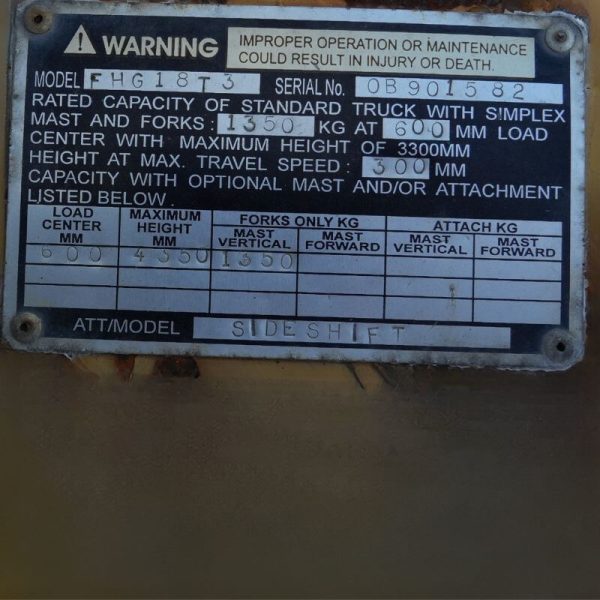 WARNING
IMPROPER OPERATION OR MAINTENANCE
COULD RESULT IN INJURY OR DEATH.
MODEL FHG18T3 SERIAL No. 0B901582
RATED CAPACITY OF STANDARD TRUCK WITH SIMPLEX
MAST AND FORKS : 1350 KG AT 600 MM LOAD
CENTER WITH MAXIMUM HEIGHT OF 3300MM
HEIGHT AT MAX. TRAVEL SPEED : 300 MM
CAPACITY WITH OPTIONAL MAST AND/OR ATTACHMENT
LISTED BELOW .
LOAD CENTER MM MAXIMUM HEIGHT MM FORKS ONLY KG ATTACH KG
MAST VERTICAL MAST FORWARD MAST VERTICAL MAST FORWARD
600 4350 1350
ATT/MODEL SIDESHIFT